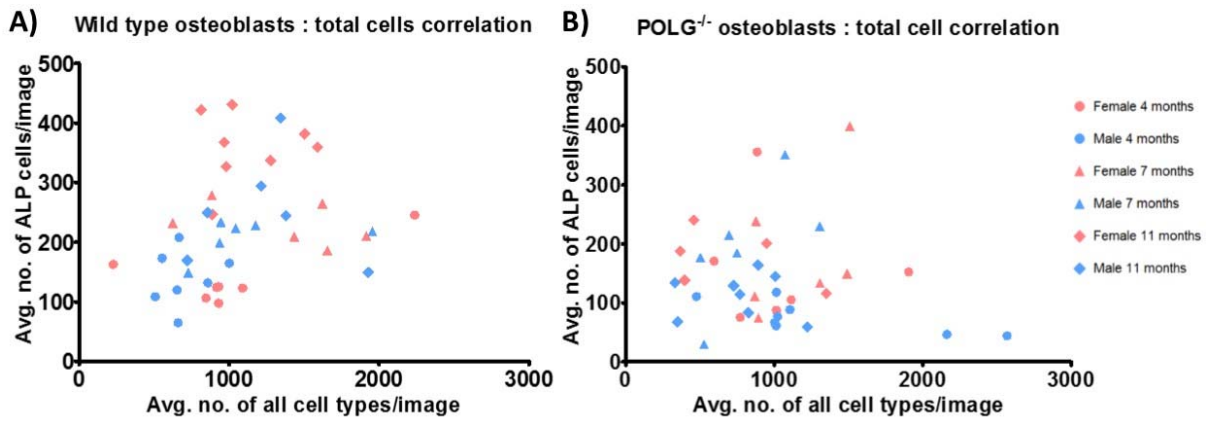 A) Wild type osteoblasts : total cells correlation
Avg. no. of ALP cells/image
500
400
300
200
100
0
0 1000 2000 3000
Avg. no. of all cell types/image
B) POLG-/- osteoblasts : total cell correlation
Avg. no. of ALP cells/image
500
400
300
200
100
0
0 1000 2000 3000
Avg. no. of all cell types/image
Female 4 months
Male 4 months
Female 7 months
Male 7 months
Female 11 months
Male 11 months